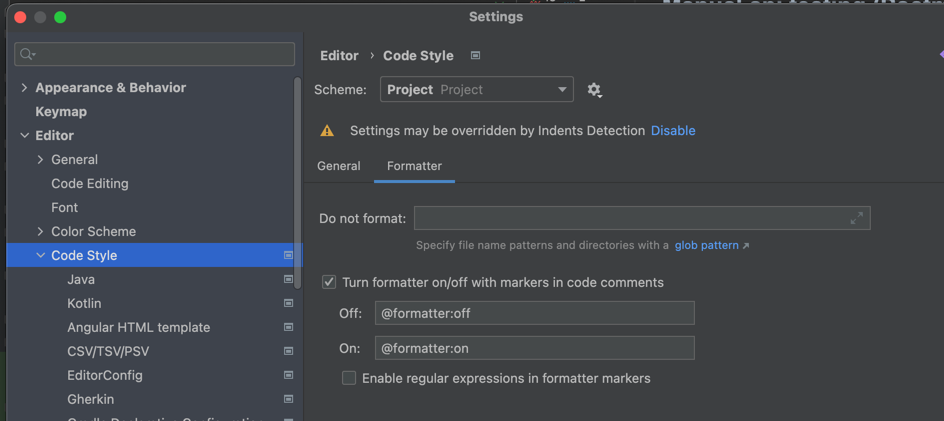 Settings
Editor › Code Style
Scheme: Project Project
Settings may be overridden by Indents Detection Disable
General Formatter
Do not format:
Specify file name patterns and directories with a glob pattern ↗
Turn formatter on/off with markers in code comments
Off: @formatter:off
On: @formatter:on
Enable regular expressions in formatter markers
Appearance & Behavior
Keymap
Editor
General
Code Editing
Font
Color Scheme
Code Style
Java
Kotlin
Angular HTML template
CSV/TSV/PSV
EditorConfig
Gherkin